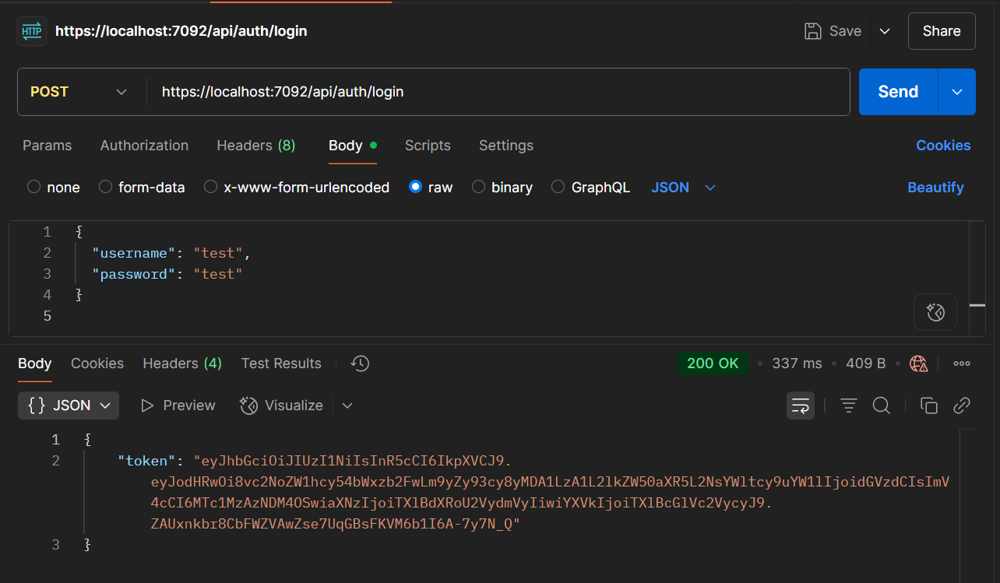 HTTP https://localhost:7092/api/auth/login Save Share
POST https://localhost:7092/api/auth/login Send
Params Authorization Headers (8) Body Scripts Settings Cookies
none form-data x-www-form-urlencoded raw binary GraphQL JSON Beautify
1 {
2 "username": "test",
3 "password": "test"
4 }
5
Body Cookies Headers (4) Test Results 200 OK 337 ms 409 B
{} JSON Preview Visualize
1 {
2 "token": "eyJhbGciOiJIUzI1NiIsInR5cCI6IkpXVCJ9.
eyJodHRwOi8vc2NoZW1hcy54bWxzb2FwLm9yZy93cy8yMDA1LzA1L2lkZW50aXR5L2NsYWltcy9uYW1lIjoidGVzdCIsImV
4cCI6MTc1MzAzNDM4OSwiaXNzIjoiTXlBdXRoU2VydmVyIiwiYXVkIjoiTXlBcGlVc2VycyJ9.
ZAUxnkbr8CbFWZVAwZse7UqGBsFKVM6b1I6A-7y7N_Q"
3 }